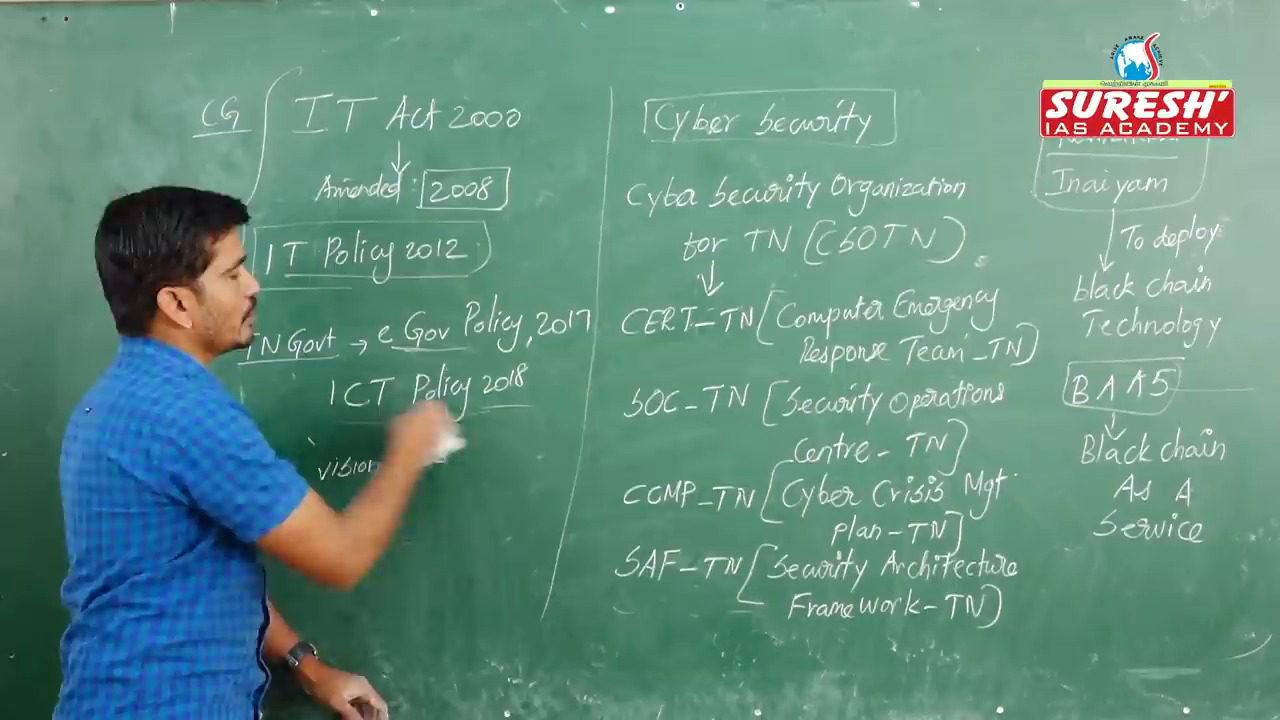 CG
IT Act 2000
Amended: 2008
IT Policy 2012
TN Govt → e Gov Policy, 2017
ICT Policy 2018
vision
Cyber Security
Cyba Security Organization
for TN (CSOTN)
CERT-TN [Computer Emergency
Response Team-TN)
SOC-TN [Security Operations
Centre - TN]
CCMP-TN [Cyber Crisis Mgt
plan-TN]
SAF-TN [Security Architecture
Framework-TN)
SURESH'
IAS ACADEMY
Inaiyam
To deploy
black chain
Technology
BAAS
Black chain
As A
Service